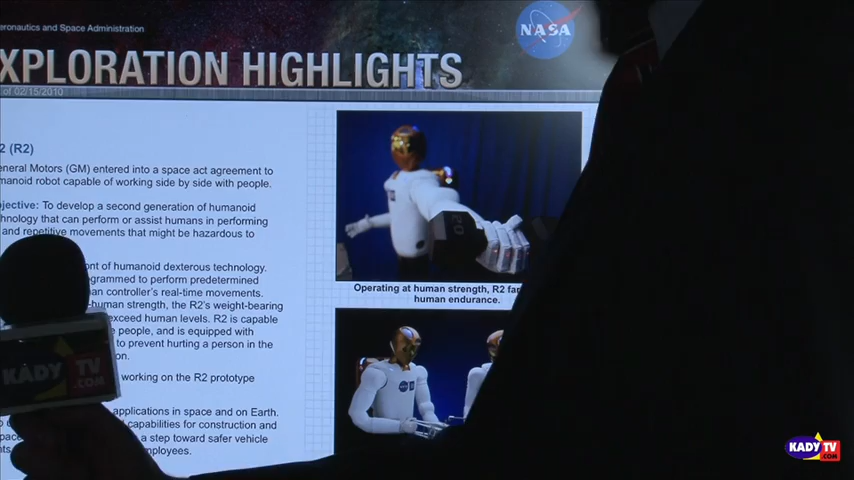 eronautics and Space Administration
NASA
XPLORATION HIGHLIGHTS
of 02/15/2010
2 (R2)
eneral Motors (GM) entered into a space act agreement to
manoid robot capable of working side by side with people.
jective: To develop a second generation of humanoid
hnology that can perform or assist humans in performing
and repetitive movements that might be hazardous to
ont of humanoid dexterous technology.
grammed to perform predetermined
an controller's real-time movements.
-human strength, the R2's weight-bearing
exceed human levels. R2 is capable
e people, and is equipped with
to prevent hurting a person in the
on.
working on the R2 prototype
applications in space and on Earth.
capabilities for construction and
a step toward safer vehicle
mployees.
Operating at human strength, R2 far
human endurance.
KADY TV
.COM
KADY TV
.COM